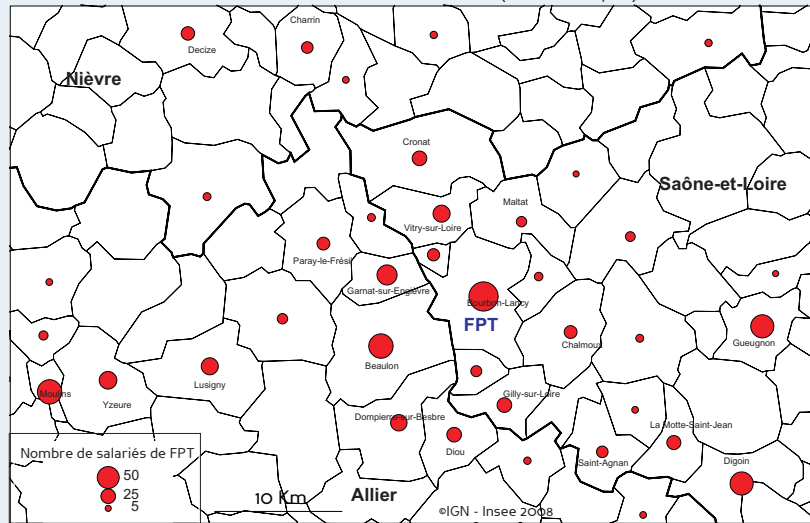 Charrin
Decize
Nièvre
Cronat
Saône-et-Loire
Maltat
Vitry-sur-Loire
Paray-le-Frésil
Garnat-sur-Engièvre
Bourbon-Lancy
FPT
Chalmoux
Gueugnon
Beaulon
Lusigny
Moulins
Yzeure
Gilly-sur-Loire
Dompierre-sur-Besbre
La Motte-Saint-Jean
Diou
Nombre de salariés de FPT
Saint-Agnan
Digoin
50
25
5
10 Km
Allier
©IGN - Insee 2008